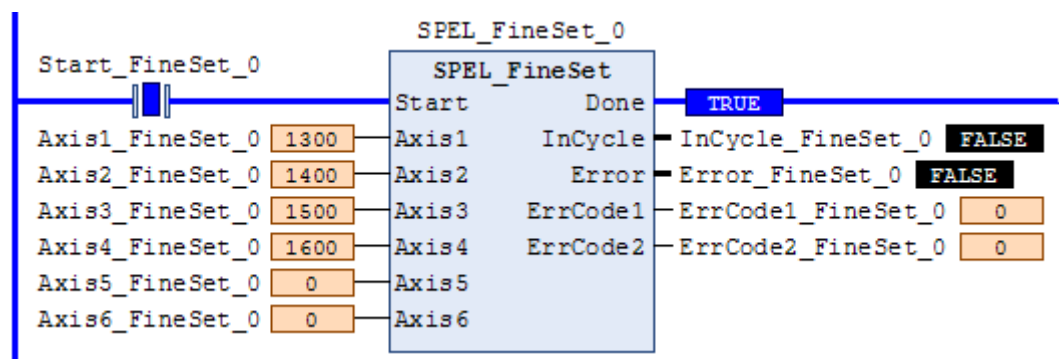 SPEL_FineSet_0
Start_FineSet_0 SPEL_FineSet
Start Done TRUE
Axis1_FineSet_0 1300 Axis1 InCycle InCycle_FineSet_0 FALSE
Axis2_FineSet_0 1400 Axis2 Error Error_FineSet_0 FALSE
Axis3_FineSet_0 1500 Axis3 ErrCode1 ErrCode1_FineSet_0 0
Axis4_FineSet_0 1600 Axis4 ErrCode2 ErrCode2_FineSet_0 0
Axis5_FineSet_0 0 Axis5
Axis6_FineSet_0 0 Axis6